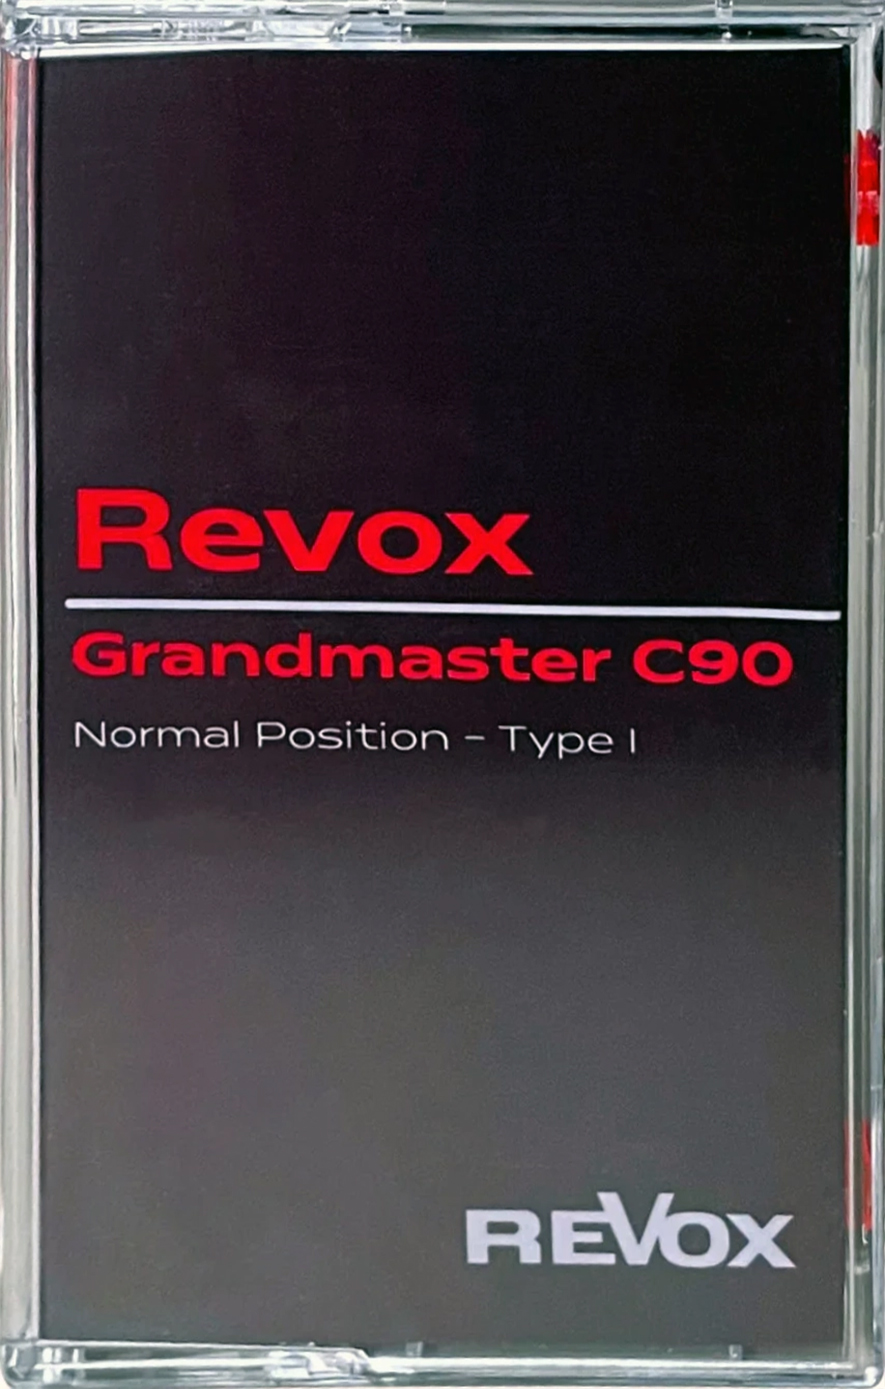 Revox
Grandmaster C90
Normal Position – Type I
REVOX